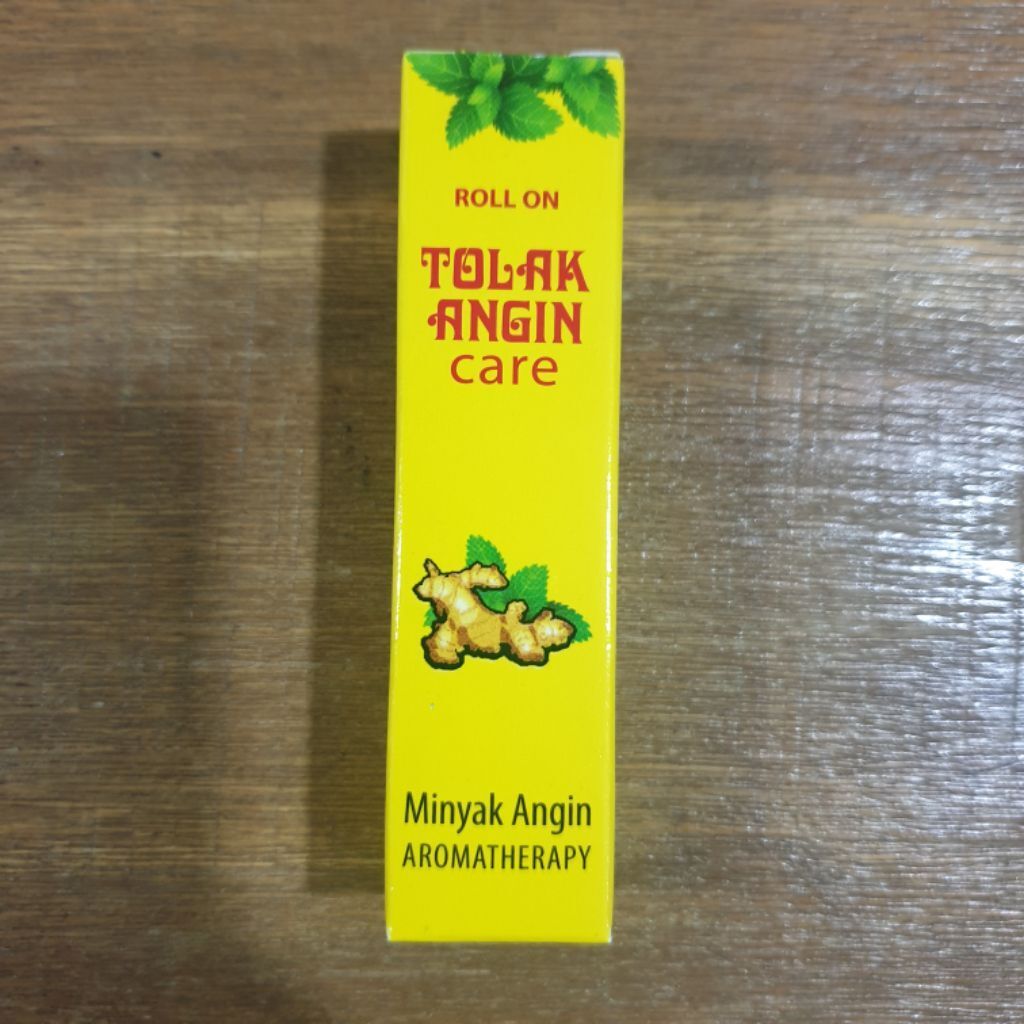 ROLL ON
TOLAK
ANGIN
care
Minyak Angin
AROMATHERAPY